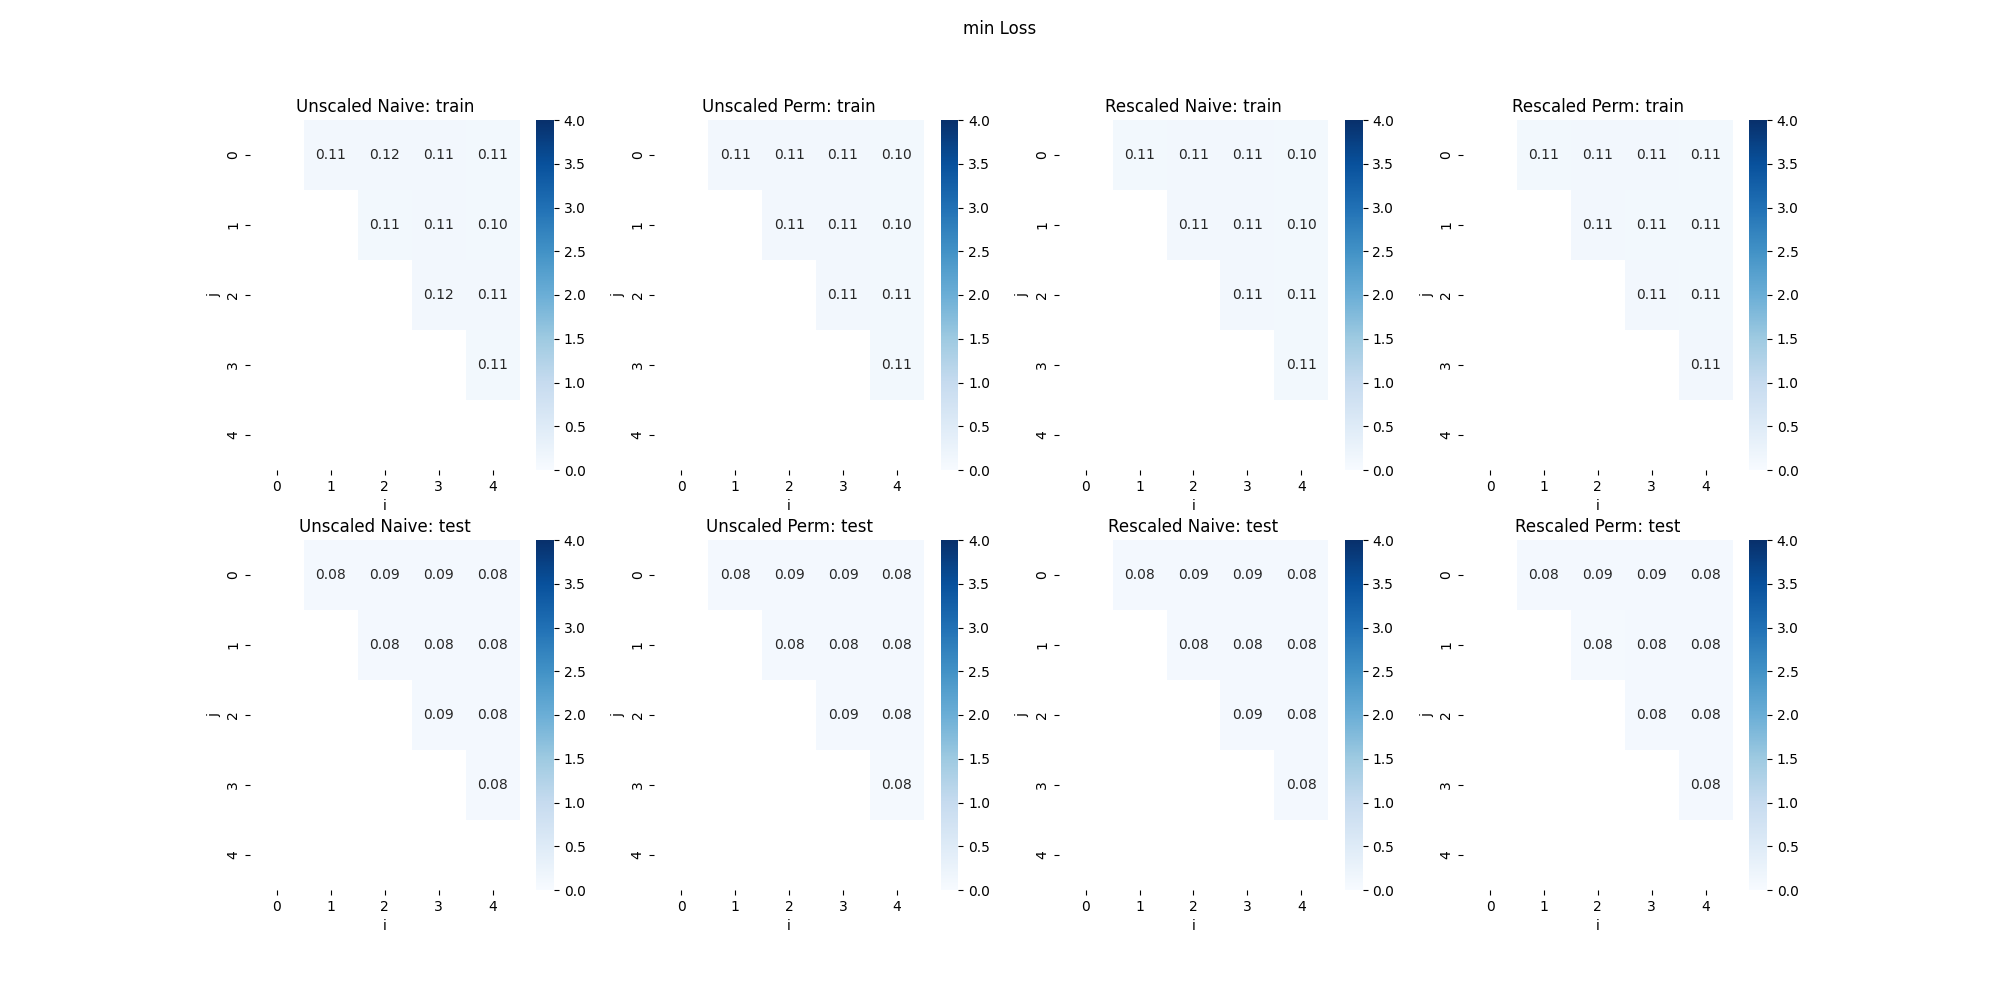 min Loss
Unscaled Naive: train
Unscaled Perm: train
Rescaled Naive: train
Rescaled Perm: train
0 0.11 0.12 0.11 0.11
1 0.11 0.11 0.10
j 2 0.12 0.11
3 0.11
4
0 1 2 3 4
i
4.0
3.5
3.0
2.5
2.0
1.5
1.0
0.5
0.0
0 0.11 0.11 0.11 0.10
1 0.11 0.11 0.10
j 2 0.11 0.11
3 0.11
4
0 1 2 3 4
i
4.0
3.5
3.0
2.5
2.0
1.5
1.0
0.5
0.0
0 0.11 0.11 0.11 0.10
1 0.11 0.11 0.10
j 2 0.11 0.11
3 0.11
4
0 1 2 3 4
i
4.0
3.5
3.0
2.5
2.0
1.5
1.0
0.5
0.0
0 0.11 0.11 0.11 0.11
1 0.11 0.11 0.11
j 2 0.11 0.11
3 0.11
4
0 1 2 3 4
i
4.0
3.5
3.0
2.5
2.0
1.5
1.0
0.5
0.0
Unscaled Naive: test
Unscaled Perm: test
Rescaled Naive: test
Rescaled Perm: test
0 0.08 0.09 0.09 0.08
1 0.08 0.08 0.08
j 2 0.09 0.08
3 0.08
4
0 1 2 3 4
i
4.0
3.5
3.0
2.5
2.0
1.5
1.0
0.5
0.0
0 0.08 0.09 0.09 0.08
1 0.08 0.08 0.08
j 2 0.09 0.08
3 0.08
4
0 1 2 3 4
i
4.0
3.5
3.0
2.5
2.0
1.5
1.0
0.5
0.0
0 0.08 0.09 0.09 0.08
1 0.08 0.08 0.08
j 2 0.09 0.08
3 0.08
4
0 1 2 3 4
i
4.0
3.5
3.0
2.5
2.0
1.5
1.0
0.5
0.0
0 0.08 0.09 0.09 0.08
1 0.08 0.08 0.08
j 2 0.08 0.08
3 0.08
4
0 1 2 3 4
i
4.0
3.5
3.0
2.5
2.0
1.5
1.0
0.5
0.0